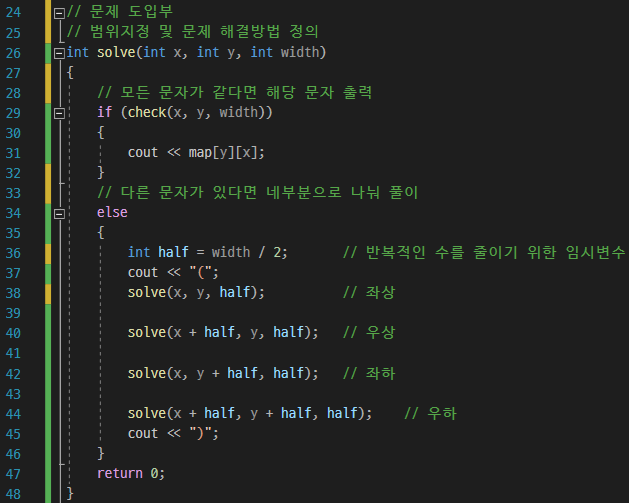 24 // 문제 도입부
25 // 범위지정 및 문제 해결방법 정의
26 int solve(int x, int y, int width)
27 {
28 // 모든 문자가 같다면 해당 문자 출력
29 if (check(x, y, width))
30 {
31 cout << map[y][x];
32 }
33 // 다른 문자가 있다면 네부분으로 나눠 풀이
34 else
35 {
36 int half = width / 2; // 반복적인 수를 줄이기 위한 임시변수
37 cout << "(";
38 solve(x, y, half); // 좌상
39
40 solve(x + half, y, half); // 우상
41
42 solve(x, y + half, half); // 좌하
43
44 solve(x + half, y + half, half); // 우하
45 cout << ")";
46 }
47 return 0;
48 }